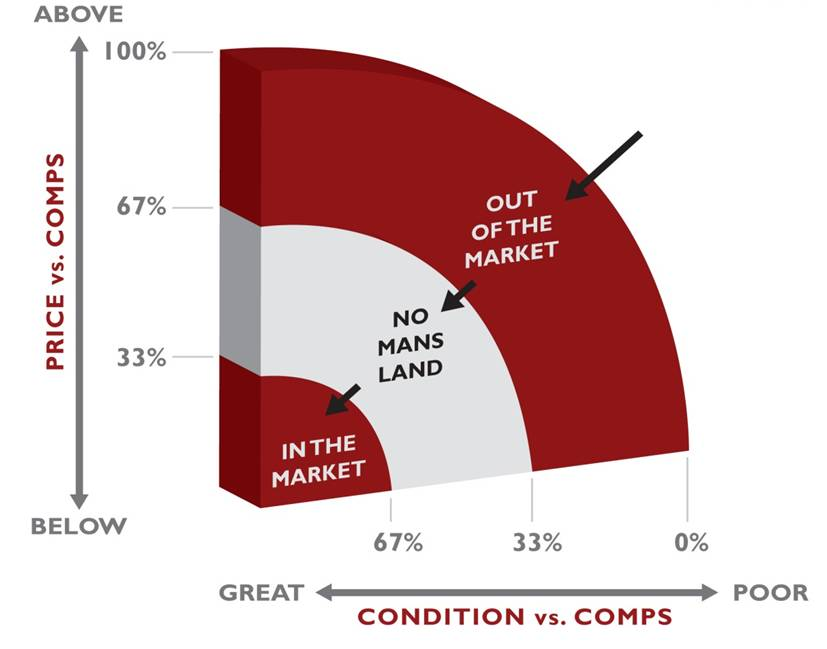 ABOVE
100%
67%
33%
PRICE vs. COMPS
BELOW
OUT
OF THE
MARKET
NO
MANS
LAND
IN THE
MARKET
67%
33%
0%
GREAT
POOR
CONDITION vs. COMPS